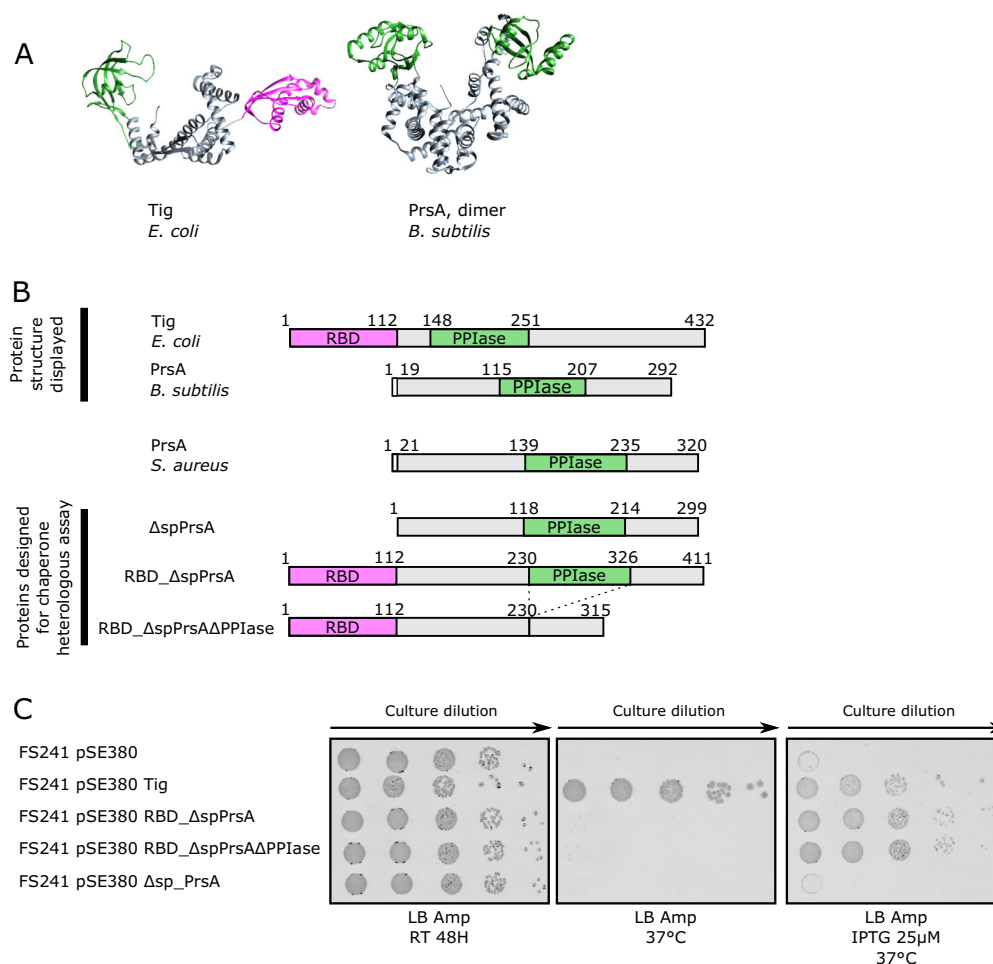 A
Tig
E. coli
PrsA, dimer
B. subtilis
B
Protein
structure
displayed
Tig
E. coli
1 112 148 251 432
RBD PPIase
PrsA
B. subtilis
1 19 115 207 292
PPIase
PrsA
S. aureus
1 21 139 235 320
PPIase
Proteins designed
for chaperone
heterologous assay
ΔspPrsA
1 118 214 299
PPIase
RBD_ΔspPrsA
1 112 230 326 411
RBD PPIase
RBD_ΔspPrsAΔPPIase
1 112 230 315
RBD
C
Culture dilution Culture dilution Culture dilution
FS241 pSE380
FS241 pSE380 Tig
FS241 pSE380 RBD_ΔspPrsA
FS241 pSE380 RBD_ΔspPrsAΔPPIase
FS241 pSE380 Δsp_PrsA
LB Amp
RT 48H
LB Amp
37°C
LB Amp
IPTG 25µM
37°C